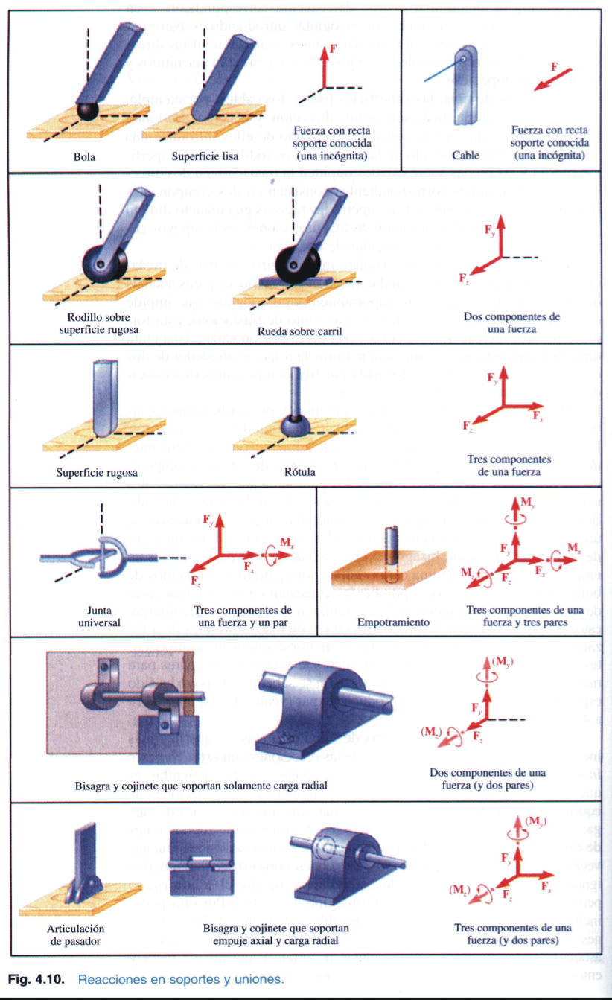 F
F
Bola
Superficie lisa
Fuerza con recta
soporte conocida
(una incógnita)
Cable
Fuerza con recta
soporte conocida
(una incógnita)
Fy
Fz
Rodillo sobre
superficie rugosa
Rueda sobre carril
Dos componentes de
una fuerza
Fy
Fz
Fx
Superficie rugosa
Rótula
Tres componentes
de una fuerza
Fy
Mx
Fx
Fz
Junta
universal
Tres componentes de
una fuerza y un par
My
Fy
Mx
Fx
Mz
Fz
Empotramiento
Tres componentes de una
fuerza y tres pares
(My)
Fy
(Mz)
Fz
Bisagra y cojinete que soportan solamente carga radial
Dos componentes de una
fuerza (y dos pares)
(My)
Fy
(Mz)
Fz
Fx
Articulación
de pasador
Bisagra y cojinete que soportan
empuje axial y carga radial
Tres componentes de una
fuerza (y dos pares)
Fig. 4.10. Reacciones en soportes y uniones.